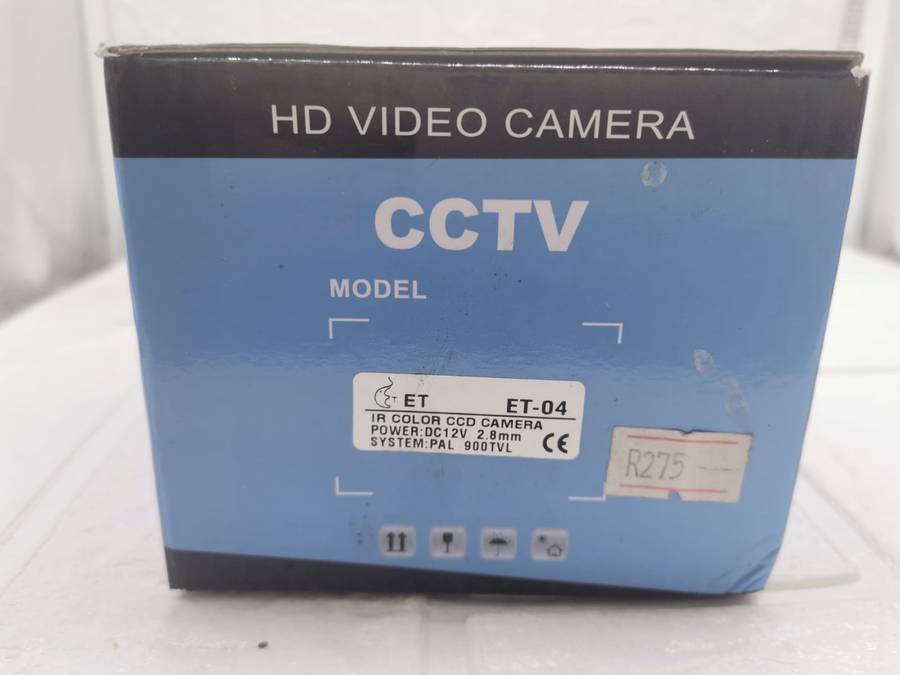 HD VIDEO CAMERA
CCTV
MODEL
ET ET-04
IR COLOR CCD CAMERA
POWER:DC12V 2.8mm
SYSTEM:PAL 900TVL CE
R275